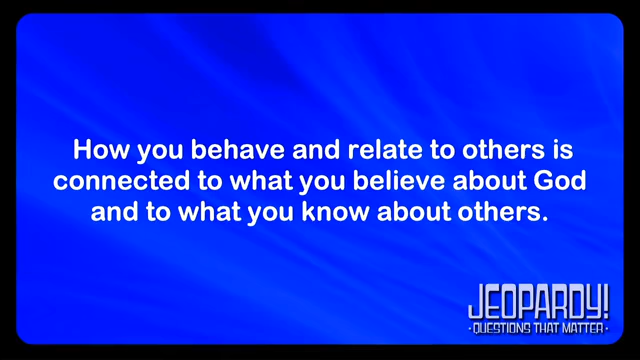 How you behave and relate to others is
connected to what you believe about God
and to what you know about others.
JEOPARDY!
•QUESTIONS THAT MATTER•